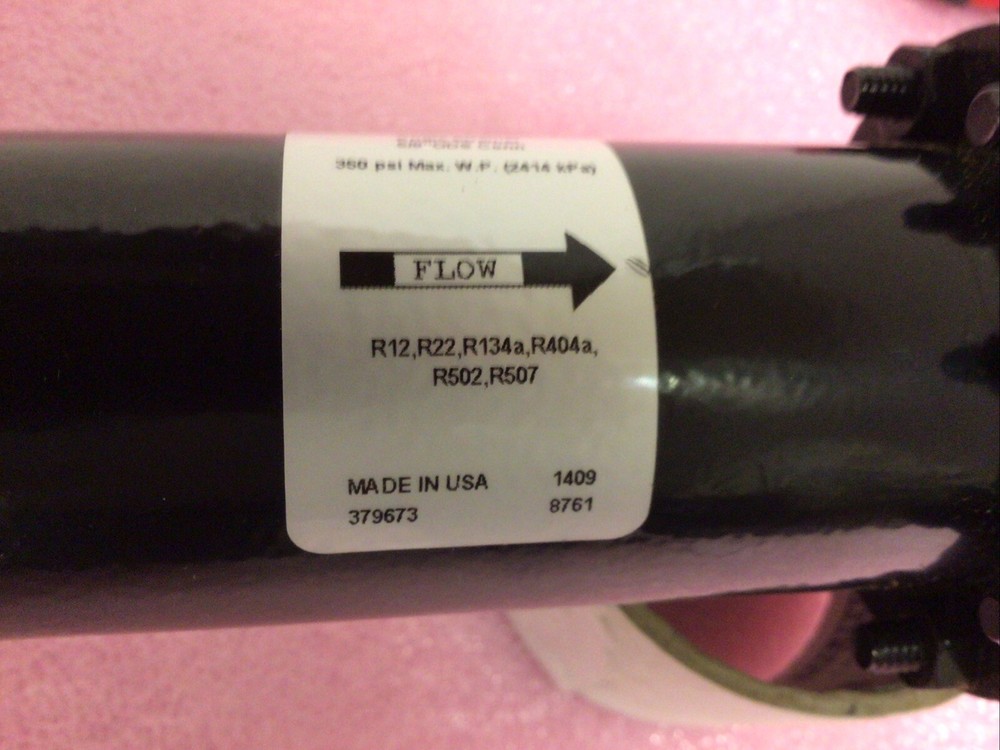 350 psi Max. W.P. (2414 kPa)
FLOW
R12,R22,R134a,R404a,
R502,R507
MADE IN USA 1409
379673 8761